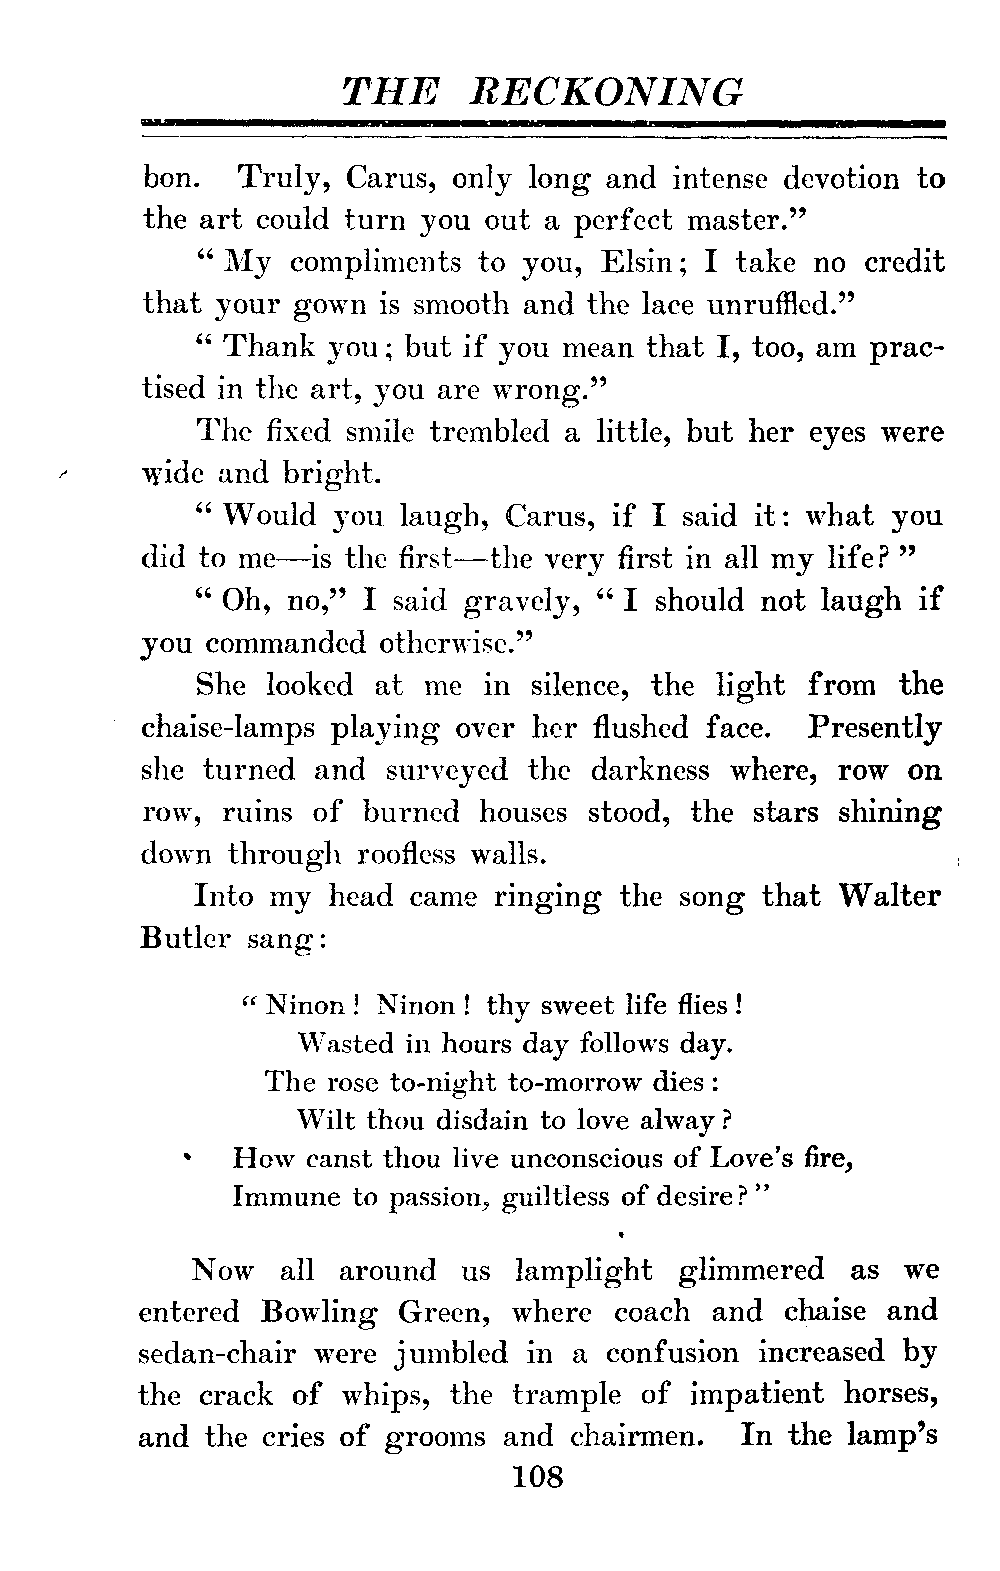 THE RECKONING
bon. Truly, Carus, only long and intense devotion to
the art could turn you out a perfect master.”
“ My compliments to you, Elsin; I take no credit
that your gown is smooth and the lace unruffled.”
“ Thank you; but if you mean that I, too, am prac-
tised in the art, you are wrong.”
The fixed smile trembled a little, but her eyes were
wide and bright.
“ Would you laugh, Carus, if I said it: what you
did to me—is the first—the very first in all my life? ”
“ Oh, no,” I said gravely, “ I should not laugh if
you commanded otherwise.”
She looked at me in silence, the light from the
chaise-lamps playing over her flushed face. Presently
she turned and surveyed the darkness where, row on
row, ruins of burned houses stood, the stars shining
down through roofless walls.
Into my head came ringing the song that Walter
Butler sang:
“ Ninon ! Ninon ! thy sweet life flies !
Wasted in hours day follows day.
The rose to-night to-morrow dies :
Wilt thou disdain to love alway ?
How canst thou live unconscious of Love's fire,
Immune to passion, guiltless of desire? ”
Now all around us lamplight glimmered as we
entered Bowling Green, where coach and chaise and
sedan-chair were jumbled in a confusion increased by
the crack of whips, the trample of impatient horses,
and the cries of grooms and chairmen. In the lamp’s
108